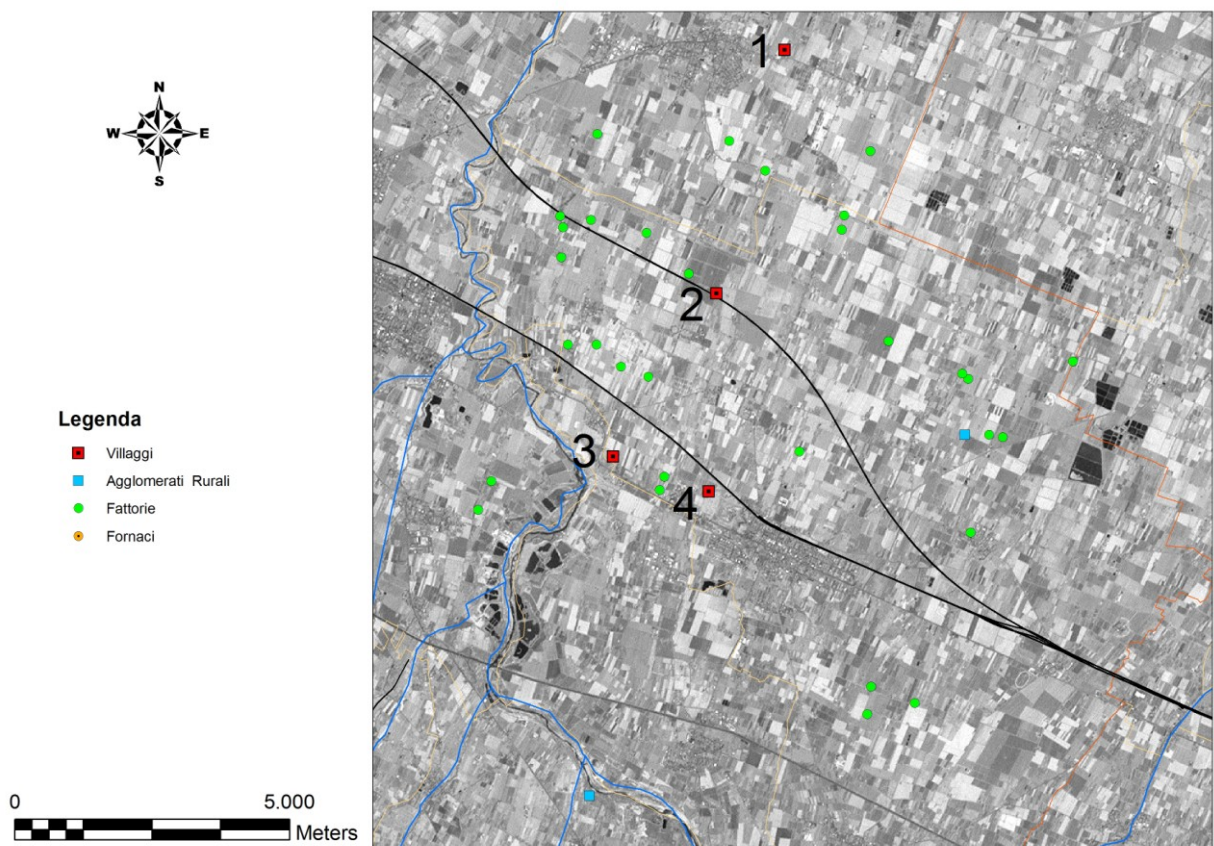 N
W E
S
Legenda
Villaggi
Agglomerati Rurali
Fattorie
Fornaci
0 5.000
Meters
1
2
3
4